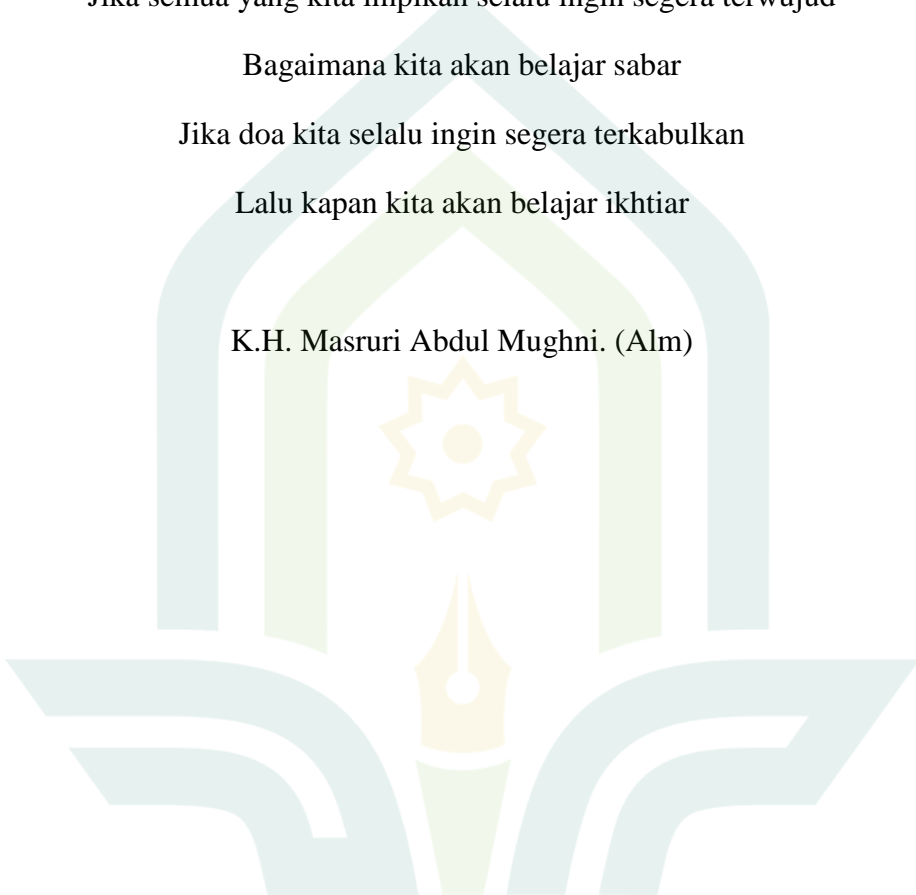 Jika semua yang kita impikan selalu ingin segera terwujud
Bagaimana kita akan belajar sabar
Jika doa kita selalu ingin segera terkabulkan
Lalu kapan kita akan belajar ikhtiar
K.H. Masruri Abdul Mughni. (Alm)